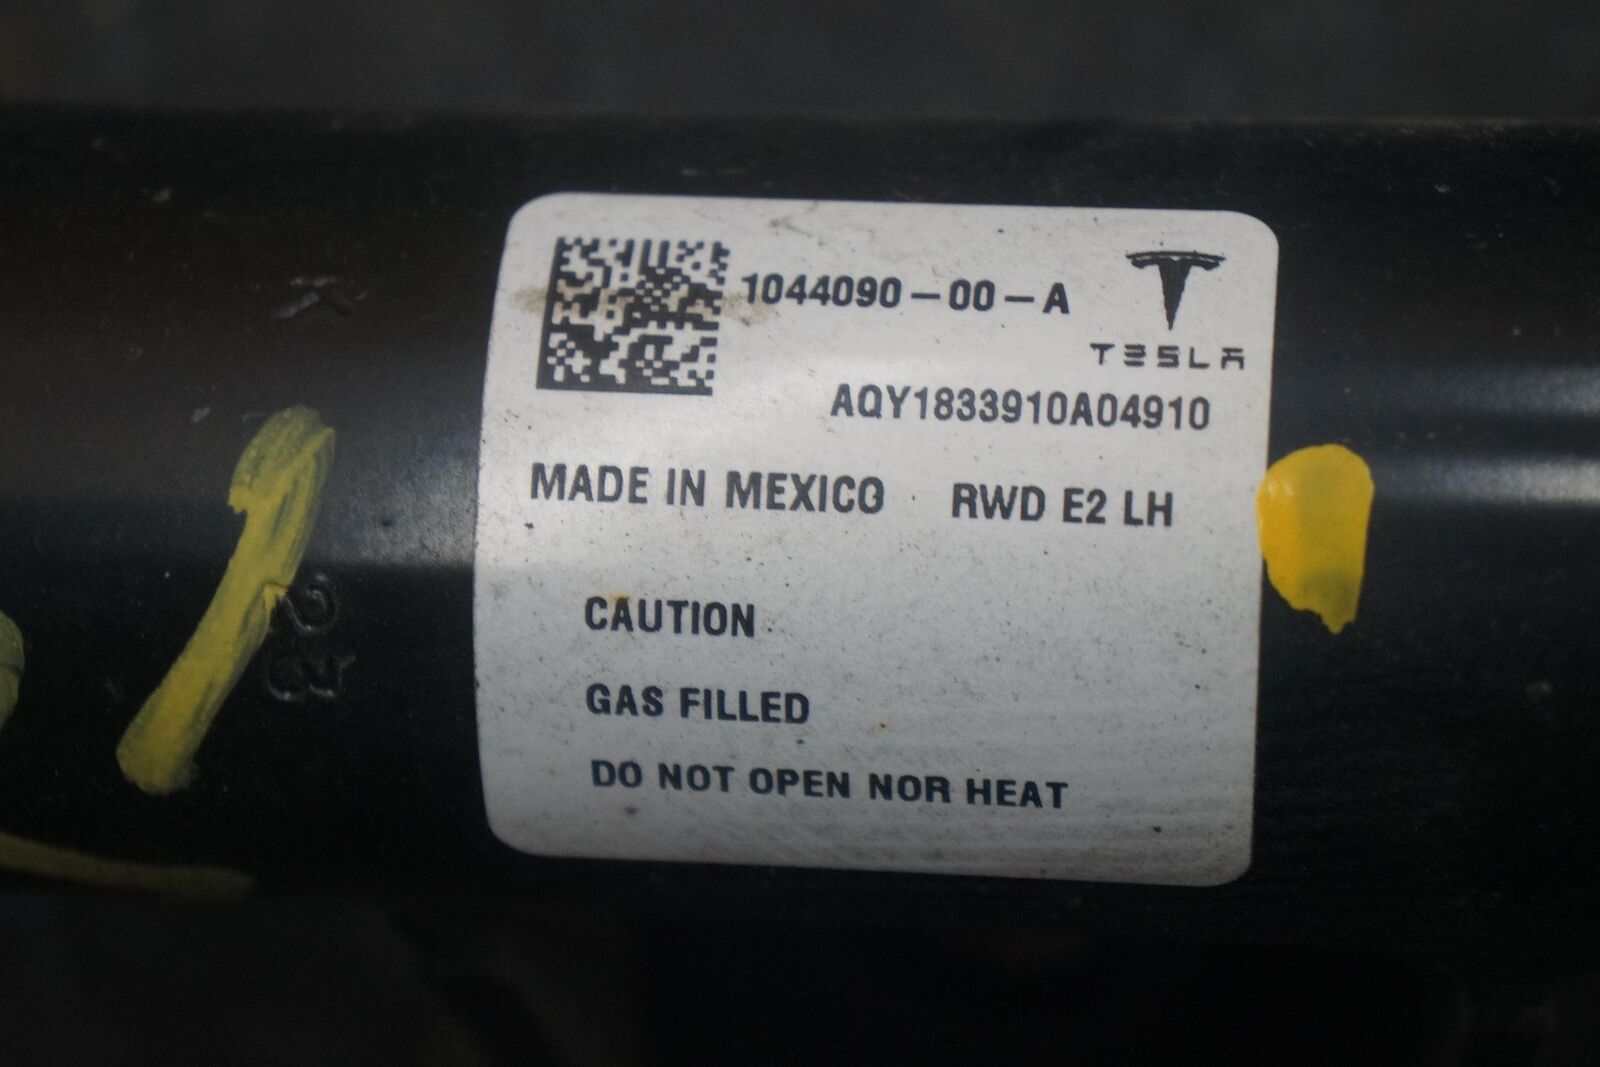 1044090-00-A
TESLA
AQY1833910A04910
MADE IN MEXICO RWD E2 LH
CAUTION
GAS FILLED
DO NOT OPEN NOR HEAT